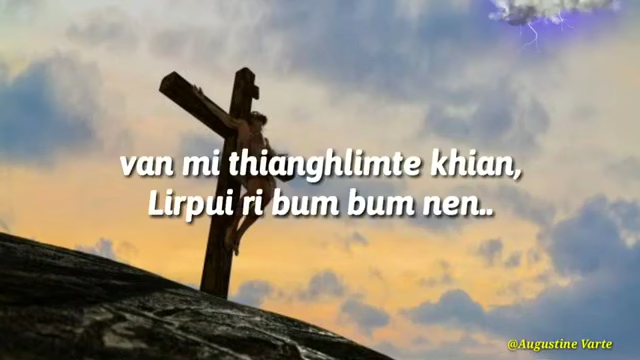 van mi thianghlimte khian,
Lirpui ri bum bum nen..
@Augustine Varte